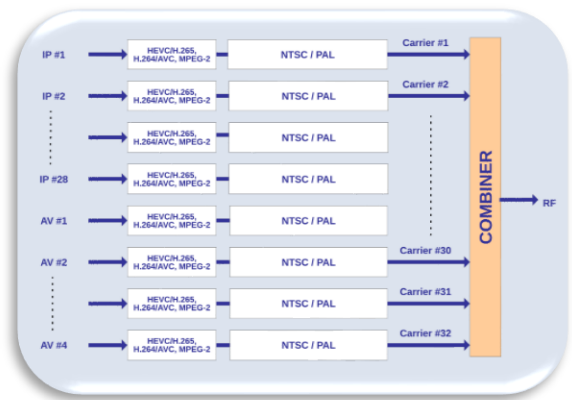 IP #1
HEVC/H.265,
H.264/AVC, MPEG-2
NTSC / PAL
Carrier #1
IP #2
HEVC/H.265,
H.264/AVC, MPEG-2
NTSC / PAL
Carrier #2
HEVC/H.265,
H.264/AVC, MPEG-2
NTSC / PAL
IP #28
HEVC/H.265,
H.264/AVC, MPEG-2
NTSC / PAL
AV #1
HEVC/H.265,
H.264/AVC, MPEG-2
NTSC / PAL
AV #2
HEVC/H.265,
H.264/AVC, MPEG-2
NTSC / PAL
Carrier #30
HEVC/H.265,
H.264/AVC, MPEG-2
NTSC / PAL
Carrier #31
AV #4
HEVC/H.265,
H.264/AVC, MPEG-2
NTSC / PAL
Carrier #32
COMBINER
RF